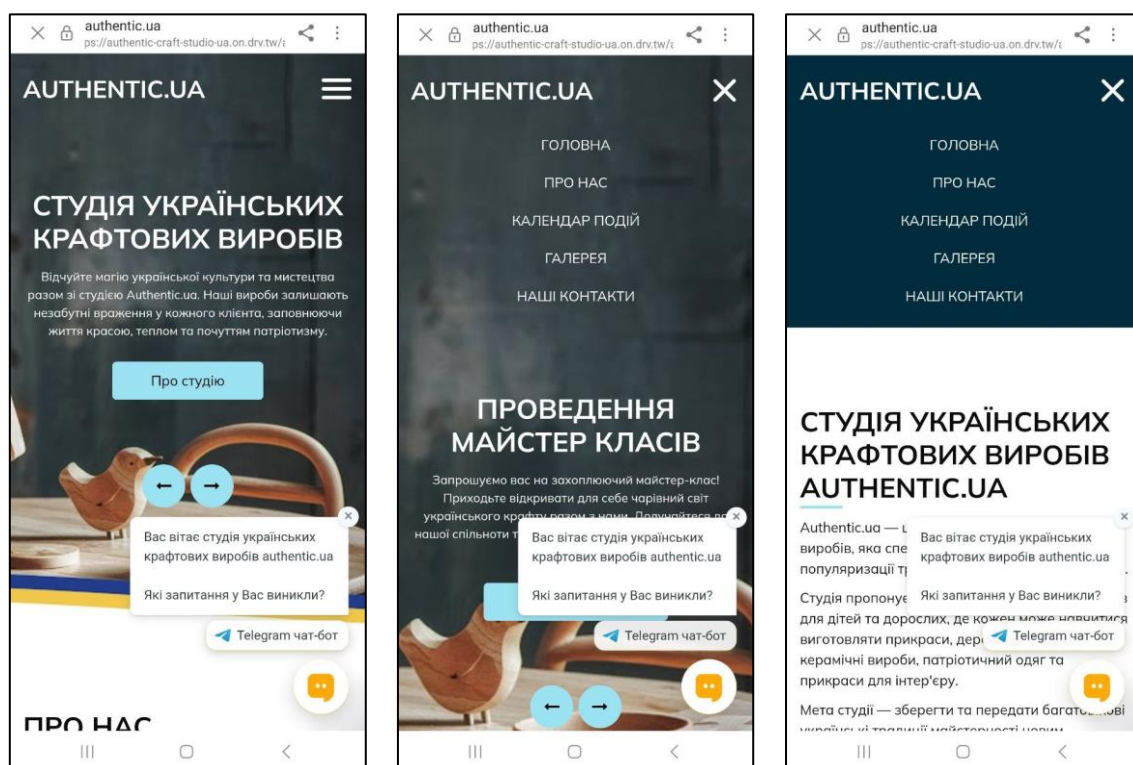 authentic.ua
ps://authentic-craft-studio-ua.on.drv.tw/a
AUTHENTIC.UA
СТУДІЯ УКРАЇНСЬКИХ
КРАФТОВИХ ВИРОБІВ
Відчуйте магію української культури та мистецтва
разом зі студією Authentic.ua. Наші вироби залишають
незабутні враження у кожного клієнта, заповнюючи
життя красою, теплом та почуттям патріотизму.
Про студію
Вас вітає студія українських
крафтових виробів authentic.ua
Які запитання у Вас виникли?
Telegram чат-бот
ПРО НАС
authentic.ua
ps://authentic-craft-studio-ua.on.drv.tw/a
AUTHENTIC.UA
ГОЛОВНА
ПРО НАС
КАЛЕНДАР ПОДІЙ
ГАЛЕРЕЯ
НАШІ КОНТАКТИ
ПРОВЕДЕННЯ
МАЙСТЕР КЛАСІВ
Запрошуємо вас на захоплюючий майстер-клас!
Приходьте відкривати для себе чарівний світ
українського крафту разом з нами. Долучайтеся до
нашої спільноти
Вас вітає студія українських
крафтових виробів authentic.ua
Які запитання у Вас виникли?
Telegram чат-бот
authentic.ua
ps://authentic-craft-studio-ua.on.drv.tw/a
AUTHENTIC.UA
ГОЛОВНА
ПРО НАС
КАЛЕНДАР ПОДІЙ
ГАЛЕРЕЯ
НАШІ КОНТАКТИ
СТУДІЯ УКРАЇНСЬКИХ
КРАФТОВИХ ВИРОБІВ
AUTHENTIC.UA
Authentic.ua —
виробів, яка
популяризації
Вас вітає студія українських
крафтових виробів authentic.ua
Які запитання у Вас виникли?
Telegram чат-бот
Студія пропонує
для дітей та дорослих, де кожен може навчитися
виготовляти прикраси,
керамічні вироби, патріотичний одяг та
прикраси для інтер'єру.
Мета студії — зберегти та передати
українські традиції майстерності новим